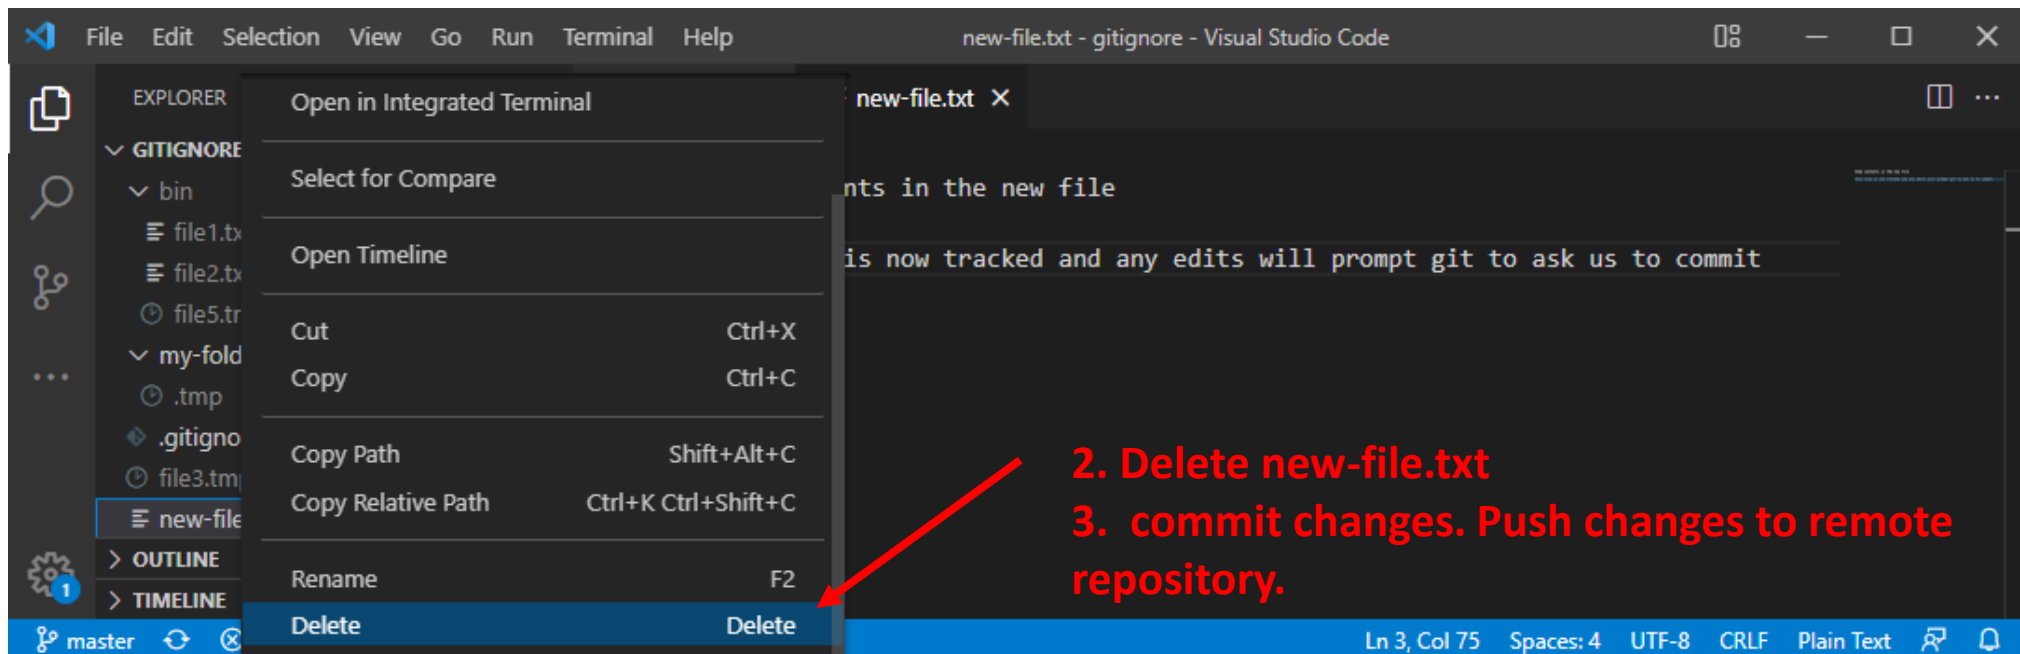 File Edit Selection View Go Run Terminal Help new-file.txt - gitignore - Visual Studio Code
EXPLORER
GITIGNORE
bin
file1.tx
file2.tx
file5.
my-fold
.tmp
.gitigno
file3.tm
new-file
OUTLINE
TIMELINE
1
Open in Integrated Terminal
Select for Compare
Open Timeline
Cut Ctrl+X
Copy Ctrl+C
Copy Path Shift+Alt+C
Copy Relative Path Ctrl+K Ctrl+Shift+C
Rename F2
Delete Delete
new-file.txt
nts in the new file
is now tracked and any edits will prompt git to ask us to commit
2. Delete new-file.txt
3. commit changes. Push changes to remote
repository.
master Ln 3, Col 75 Spaces: 4 UTF-8 CRLF Plain Text